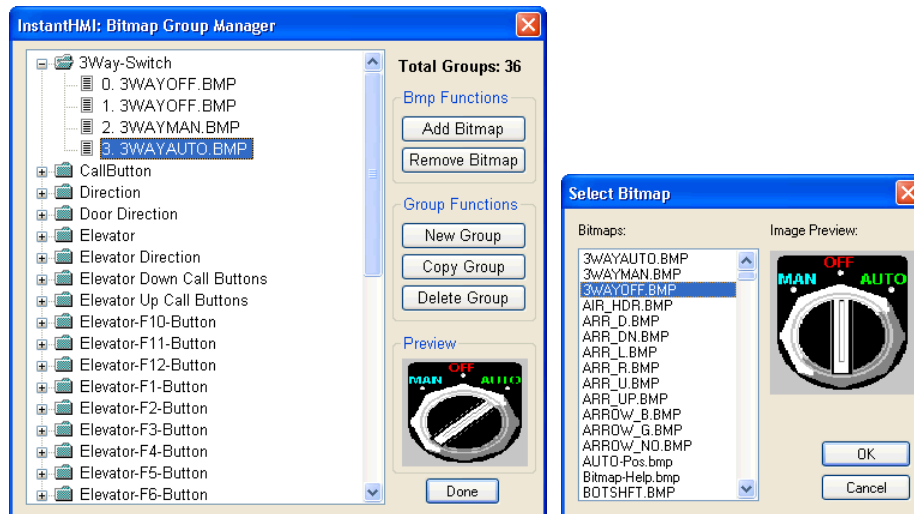 InstantHMI: Bitmap Group Manager
3Way-Switch
0. 3WAYOFF.BMP
1. 3WAYOFF.BMP
2. 3WAYMAN.BMP
3. 3WAYAUTO.BMP
CallButton
Direction
Door Direction
Elevator
Elevator Direction
Elevator Down Call Buttons
Elevator Up Call Buttons
Elevator-F10-Button
Elevator-F11-Button
Elevator-F12-Button
Elevator-F1-Button
Elevator-F2-Button
Elevator-F3-Button
Elevator-F4-Button
Elevator-F5-Button
Elevator-F6-Button
Total Groups: 36
Bmp Functions
Add Bitmap
Remove Bitmap
Group Functions
New Group
Copy Group
Delete Group
Preview
OFF
MAN AUTO
Done
Select Bitmap
Bitmaps:
3WAYAUTO.BMP
3WAYMAN.BMP
3WAYOFF.BMP
AIR_HDR.BMP
ARR_D.BMP
ARR_DN.BMP
ARR_L.BMP
ARR_R.BMP
ARR_U.BMP
ARR_UP.BMP
ARROW_B.BMP
ARROW_G.BMP
ARROW_NO.BMP
AUTO-Pos.bmp
Bitmap-Help.bmp
BOTSHFT.BMP
Image Preview:
OFF
MAN AUTO
OK
Cancel